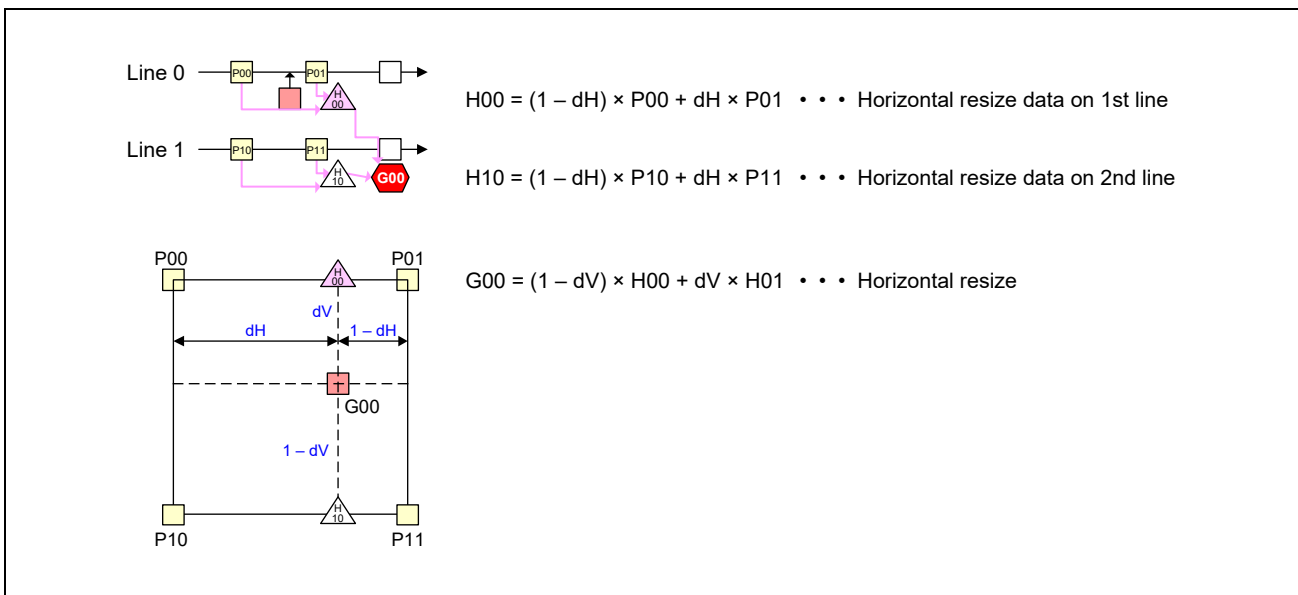 Line 0
P00
P01
H
00
H00 = (1 – dH) × P00 + dH × P01 • • • Horizontal resize data on 1st line
Line 1
P10
P11
H
10
G00
H10 = (1 – dH) × P10 + dH × P11 • • • Horizontal resize data on 2nd line
P00
H
00
P01
G00 = (1 – dV) × H00 + dV × H01 • • • Horizontal resize
dV
dH
1 – dH
G00
1 – dV
H
10
P10
P11